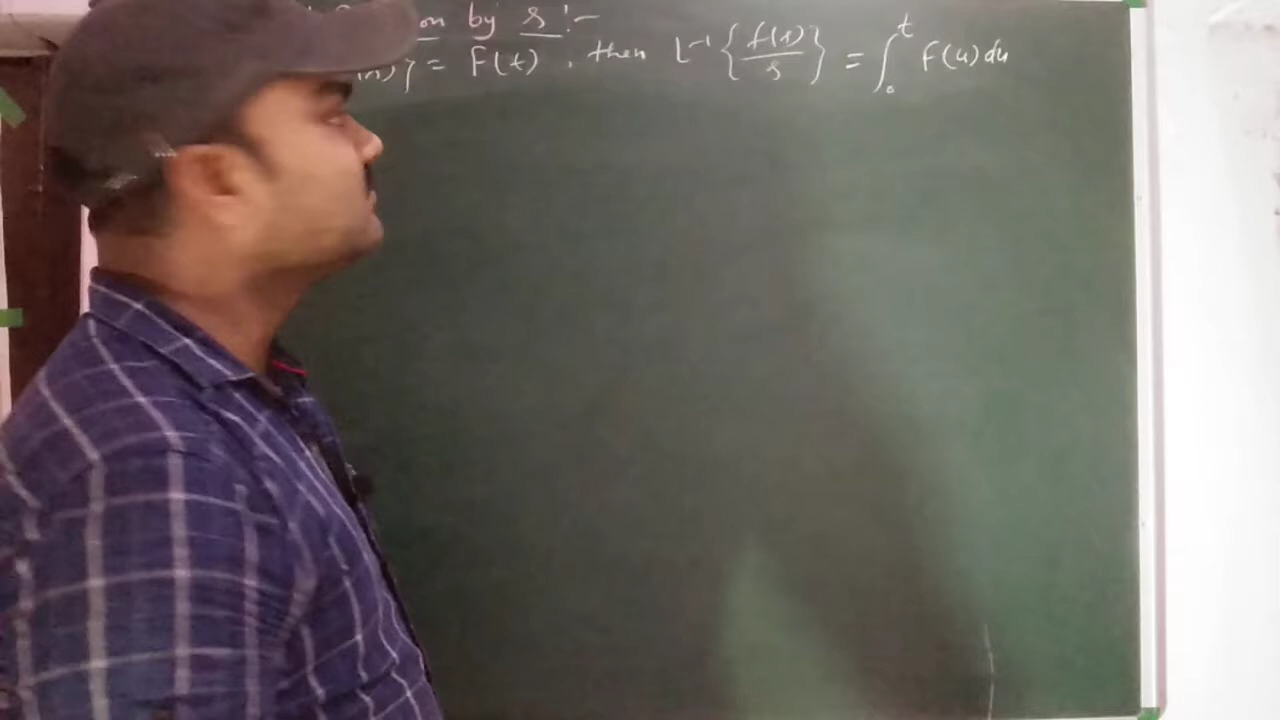 on by s :-
= F(t), then L⁻¹ { f(s) / s } = ∫₀ᵗ F(u) du